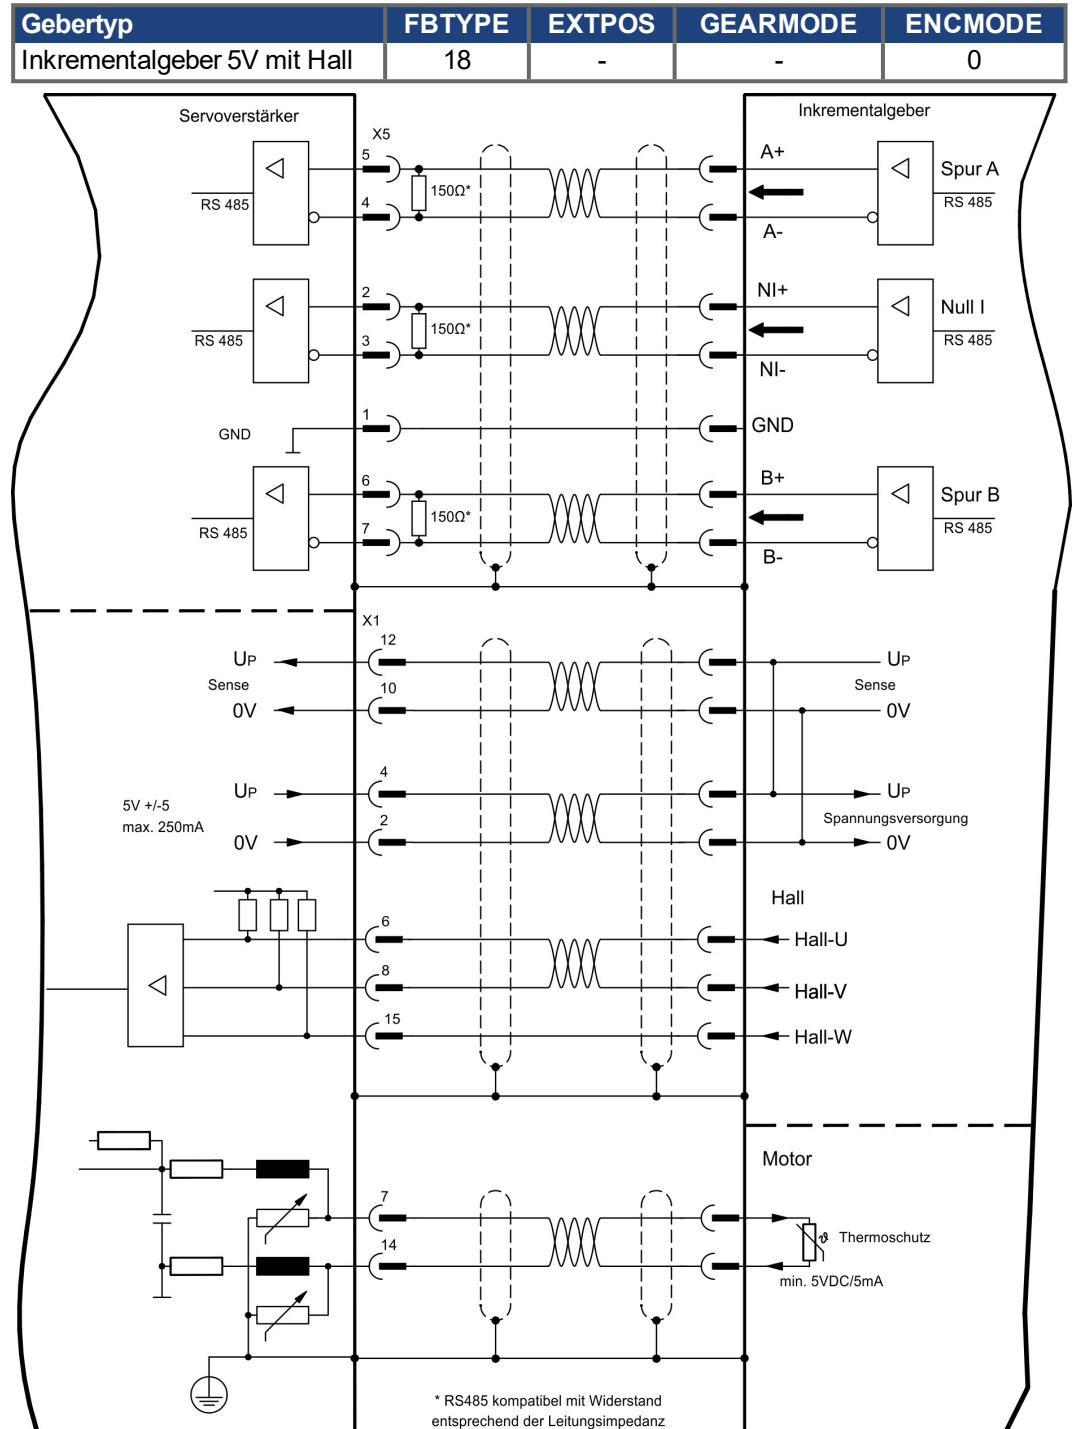 Gebertyp FBTYPE EXTPOS GEARMODE ENCMODE
Inkrementalgeber 5V mit Hall 18 - - 0
Servoverstärker Inkrementalgeber
X5
5 A+
RS 485 150Ω* Spur A
RS 485
4 A-
2 NI+
RS 485 150Ω* Null I
RS 485
3 NI-
1
GND GND
6 B+
RS 485 150Ω* Spur B
RS 485
7 B-
X1
12
UP UP
Sense Sense
10
0V 0V
4
UP UP
5V +/-5
max. 250mA Spannungsversorgung
2
0V 0V
Hall
6 Hall-U
8 Hall-V
15 Hall-W
Motor
7
ϑ Thermoschutz
14
min. 5VDC/5mA
* RS485 kompatibel mit Widerstand
entsprechend der Leitungsimpedanz